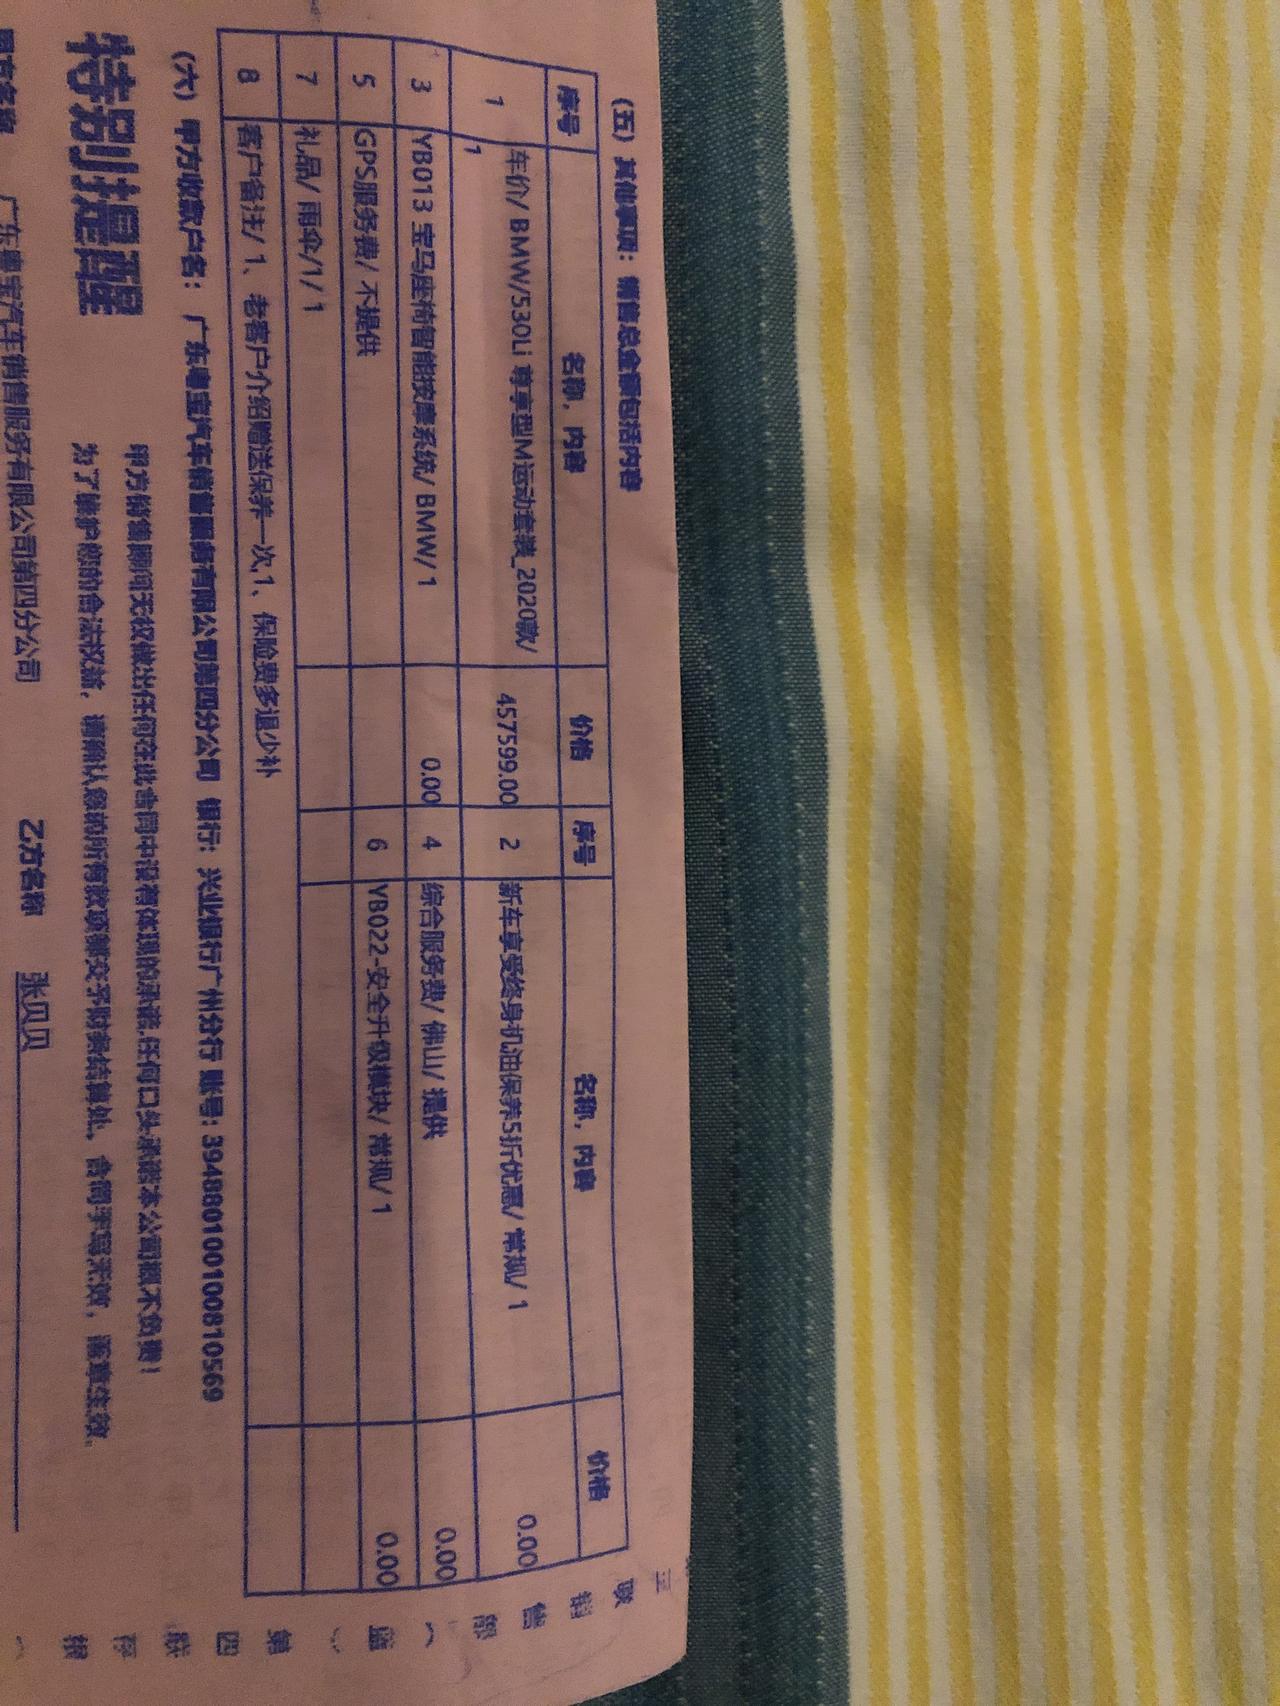 (五) 其他事项: 销售总金额包括内容
序号 名称, 内容 价格 序号 名称, 内容 价格
1 车价/ BMW/530Li 尊享型M运动套装_2020款/ 1 457599.00 2 新车享受终身机油保养5折优惠/ 常规/ 1 0.00
3 YB013 宝马座椅智能按摩系统/ BMW/ 1 0.00 4 综合服务费/ 佛山/ 提供 0.00
5 GPS服务费/ 不提供 6 YB022-安全升级模块/ 常规/ 1 0.00
7 礼品/ 雨伞/1/ 1
8 客户备注/ 1、老客户介绍赠送保养一次,1、保险费多退少补
(六) 甲方收款户名: 广东粤宝汽车销售服务有限公司第四分公司 银行: 兴业银行广州分行 账号: 394880100100810569
特别提醒
甲方销售顾问无权做出任何在此合同中没有体现的承诺,任何口头承诺本公司概不负责!
为了维护您的合法权益, 请确认您的所有款项都交予财务结算处。合同手写无效, 盖章生效。
甲方名称 广东粤宝汽车销售服务有限公司第四分公司 乙方名称 张贝贝
三联销售部(
第四联存根